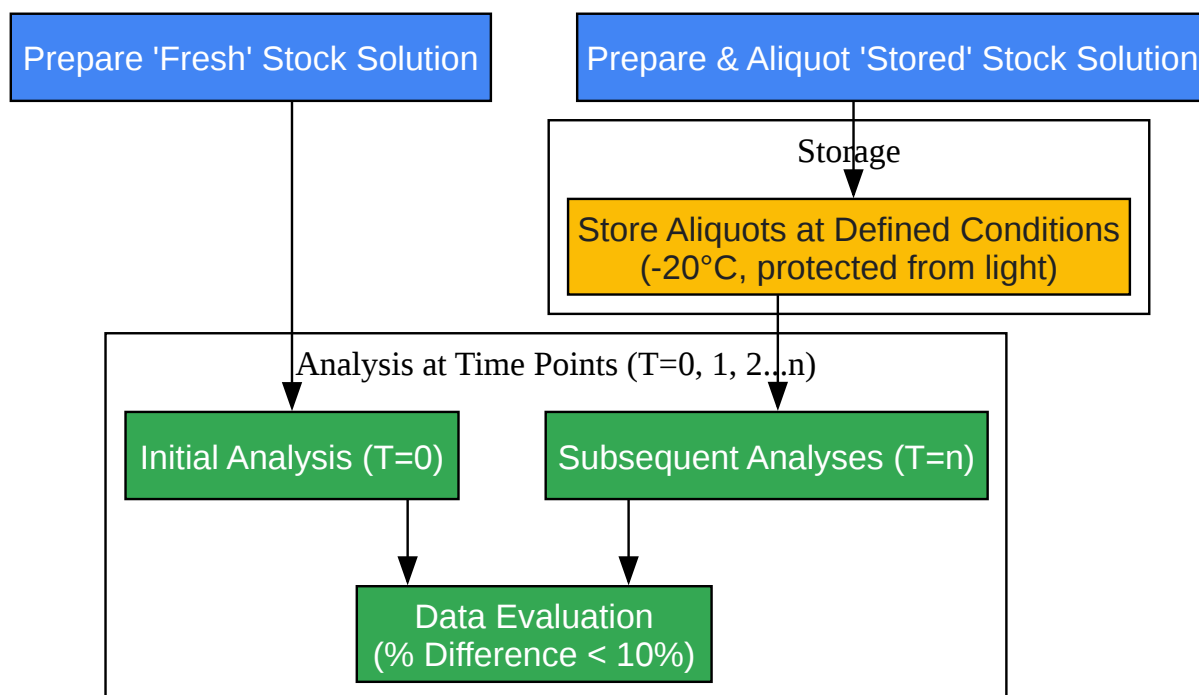 Prepare 'Fresh' Stock Solution
Prepare & Aliquot 'Stored' Stock Solution
Storage
Store Aliquots at Defined Conditions
(-20°C, protected from light)
Analysis at Time Points (T=0, 1, 2...n)
Initial Analysis (T=0)
Subsequent Analyses (T=n)
Data Evaluation
(% Difference < 10%)